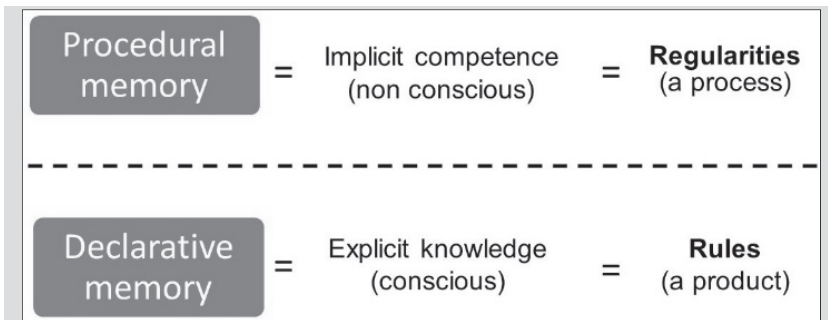 Procedural
memory
=
Implicit competence
(non conscious)
=
Regularities
(a process)
Declarative
memory
=
Explicit knowledge
(conscious)
=
Rules
(a product)